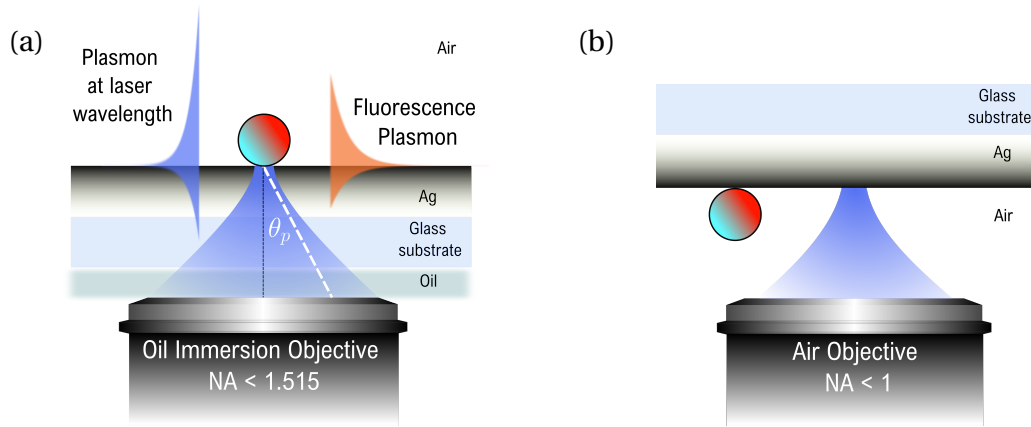 (a)
Plasmon
at laser
wavelength
Air
Fluorescence
Plasmon
Ag
θp
Glass
substrate
Oil
Oil Immersion Objective
NA < 1.515
(b)
Glass
substrate
Ag
Air
Air Objective
NA < 1